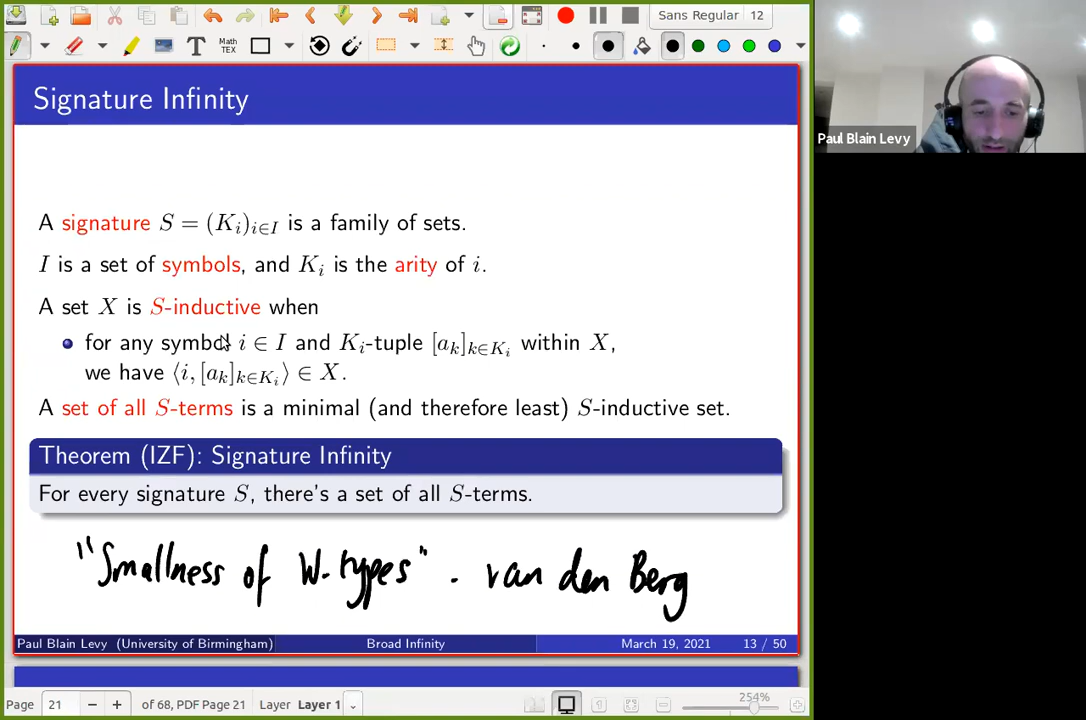 Sans Regular 12
Math
TEX
Signature Infinity
A signature S = (K_i)_{i∈I} is a family of sets.
I is a set of symbols, and K_i is the arity of i.
A set X is S-inductive when
for any symbol i ∈ I and K_i-tuple [a_k]_{k∈K_i} within X,
we have ⟨i, [a_k]_{k∈K_i}⟩ ∈ X.
A set of all S-terms is a minimal (and therefore least) S-inductive set.
Theorem (IZF): Signature Infinity
For every signature S, there's a set of all S-terms.
"Smallness of W-types" - van den Berg
Paul Blain Levy (University of Birmingham) Broad Infinity March 19, 2021 13 / 50
Page 21 of 68, PDF Page 21 Layer Layer 1 254%
Paul Blain Levy